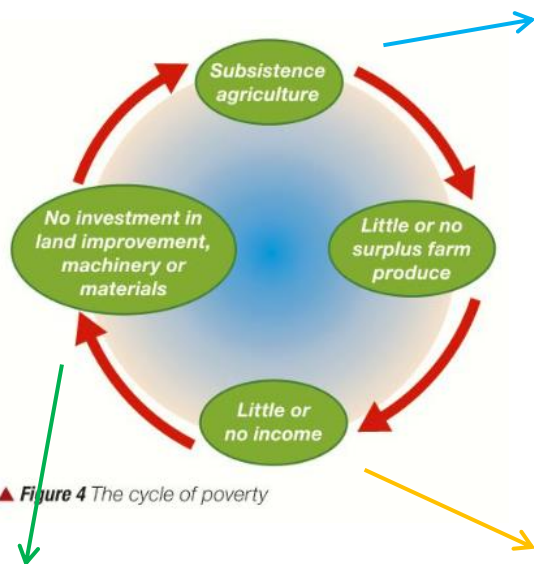 Subsistence
agriculture
No investment in
land improvement,
machinery or
materials
Little or no
surplus farm
produce
Little or
no income
▲ Figure 4 The cycle of poverty